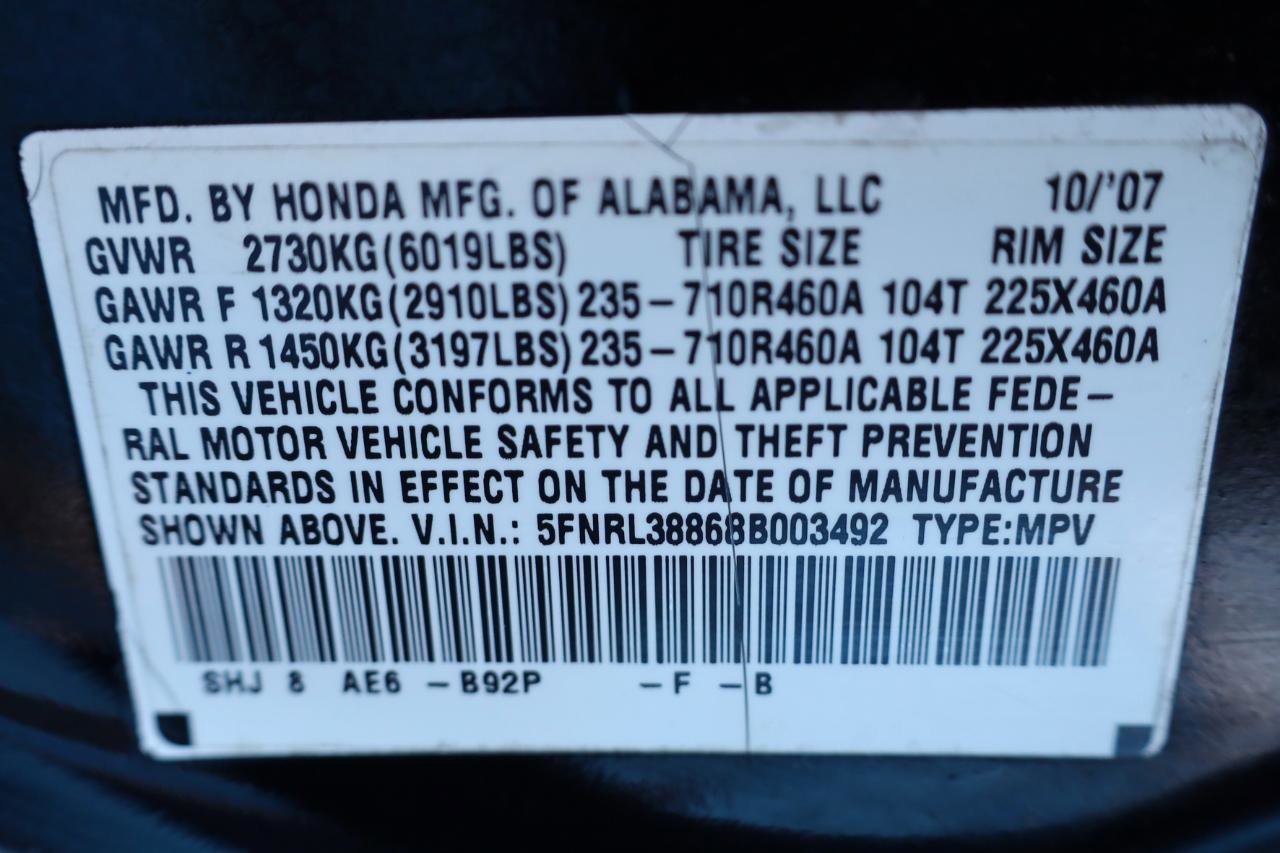 MFD. BY HONDA MFG. OF ALABAMA, LLC 10/'07
GVWR 2730KG(6019LBS) TIRE SIZE RIM SIZE
GAWR F 1320KG(2910LBS) 235-710R460A 104T 225X460A
GAWR R 1450KG(3197LBS) 235-710R460A 104T 225X460A
THIS VEHICLE CONFORMS TO ALL APPLICABLE FEDE-
RAL MOTOR VEHICLE SAFETY AND THEFT PREVENTION
STANDARDS IN EFFECT ON THE DATE OF MANUFACTURE
SHOWN ABOVE. V.I.N.: 5FNRL38868B003492 TYPE:MPV
SHJ 8 AE6 -B92P -F -B